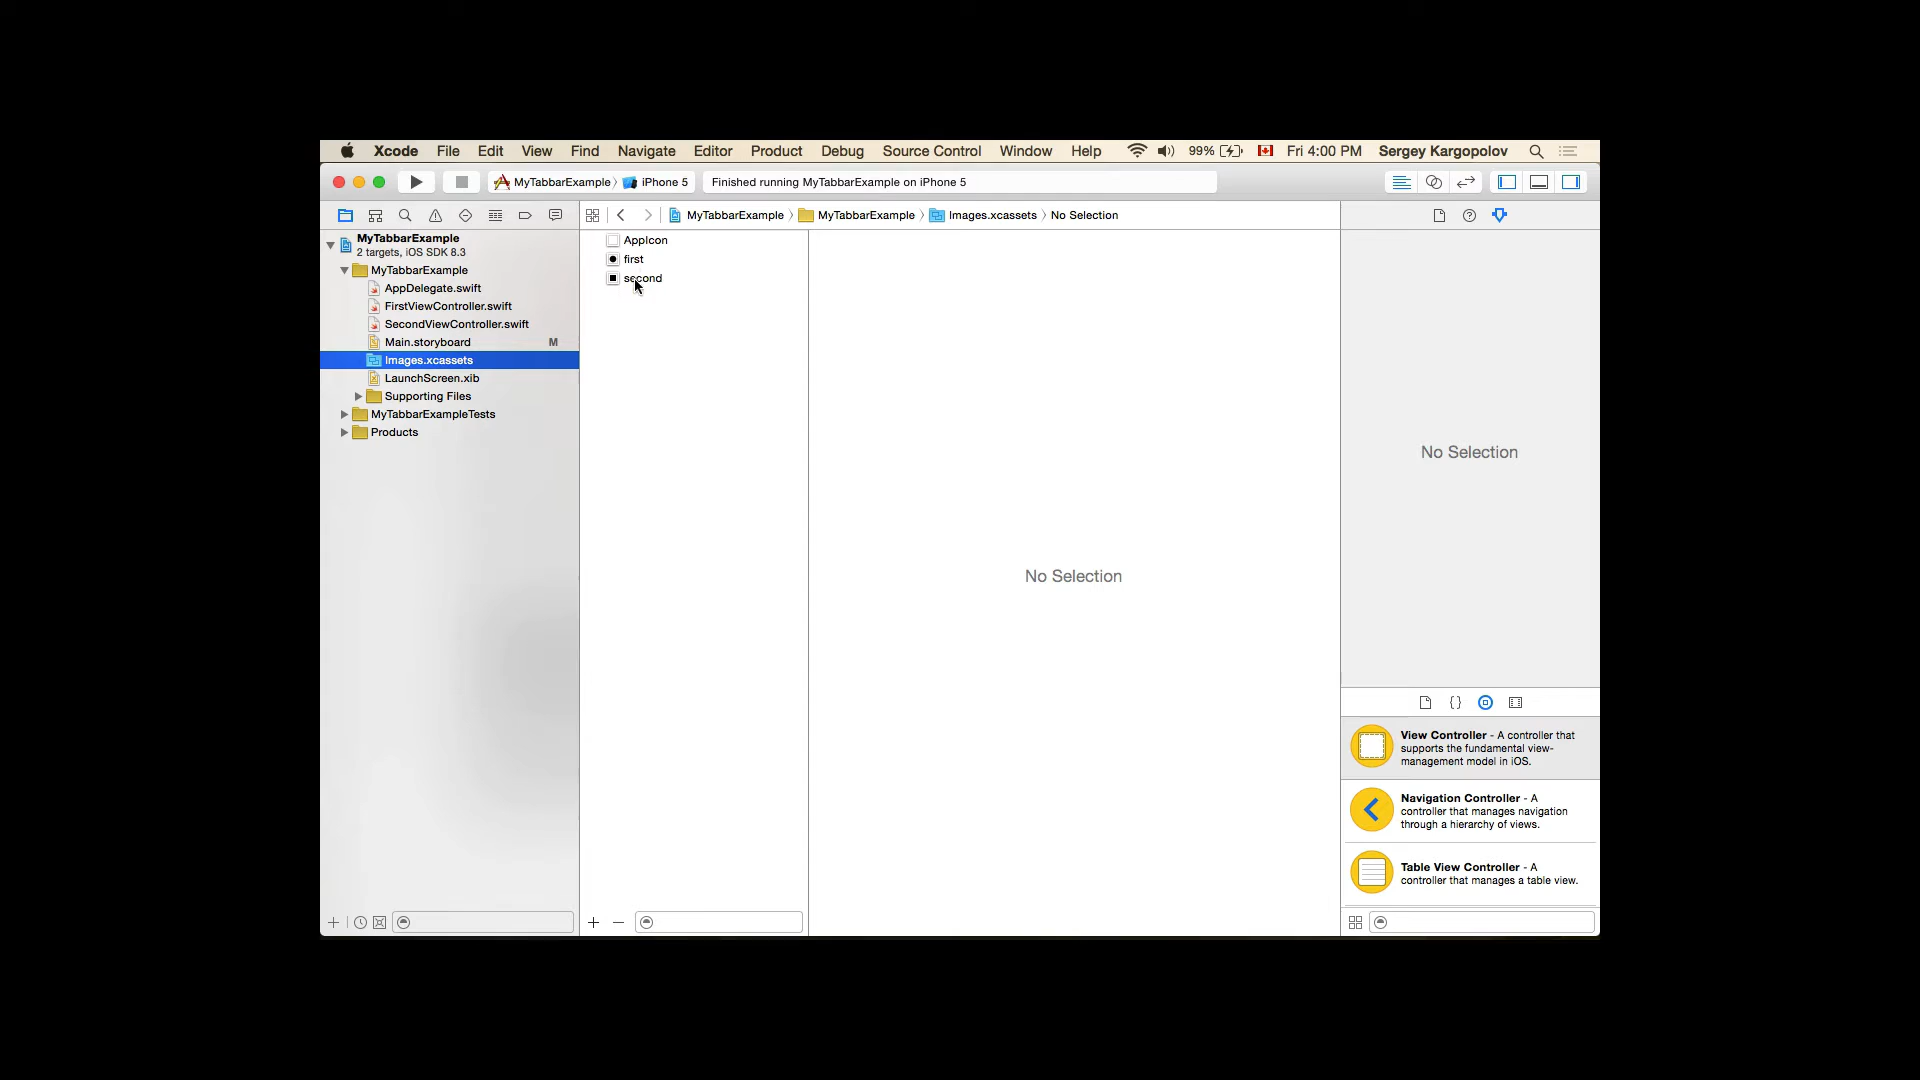 Xcode File Edit View Find Navigate Editor Product Debug Source Control Window Help 99% Fri 4:00 PM Sergey Kargopolov
MyTabbarExample iPhone 5 Finished running MyTabbarExample on iPhone 5
MyTabbarExample MyTabbarExample Images.xcassets No Selection
MyTabbarExample
2 targets, iOS SDK 8.3
MyTabbarExample
AppDelegate.swift
FirstViewController.swift
SecondViewController.swift
Main.storyboard M
Images.xcassets
LaunchScreen.xib
Supporting Files
MyTabbarExampleTests
Products
AppIcon
first
second
No Selection
No Selection
View Controller - A controller that
supports the fundamental view-
management model in iOS.
Navigation Controller - A
controller that manages navigation
through a hierarchy of views.
Table View Controller - A
controller that manages a table view.